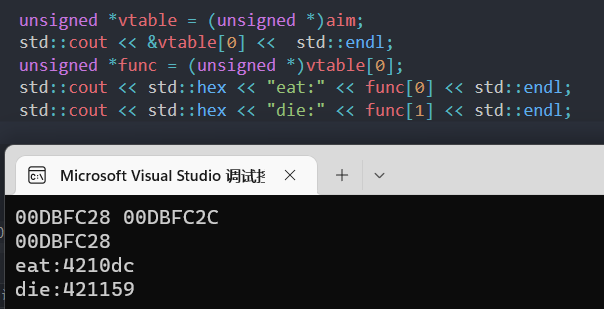 unsigned *vtable = (unsigned *)aim;
std::cout << &vtable[0] <<  std::endl;
unsigned *func = (unsigned *)vtable[0];
std::cout << std::hex << "eat:" << func[0] << std::endl;
std::cout << std::hex << "die:" << func[1] << std::endl;
Microsoft Visual Studio 调试控
00DBFC28 00DBFC2C
00DBFC28
eat:4210dc
die:421159